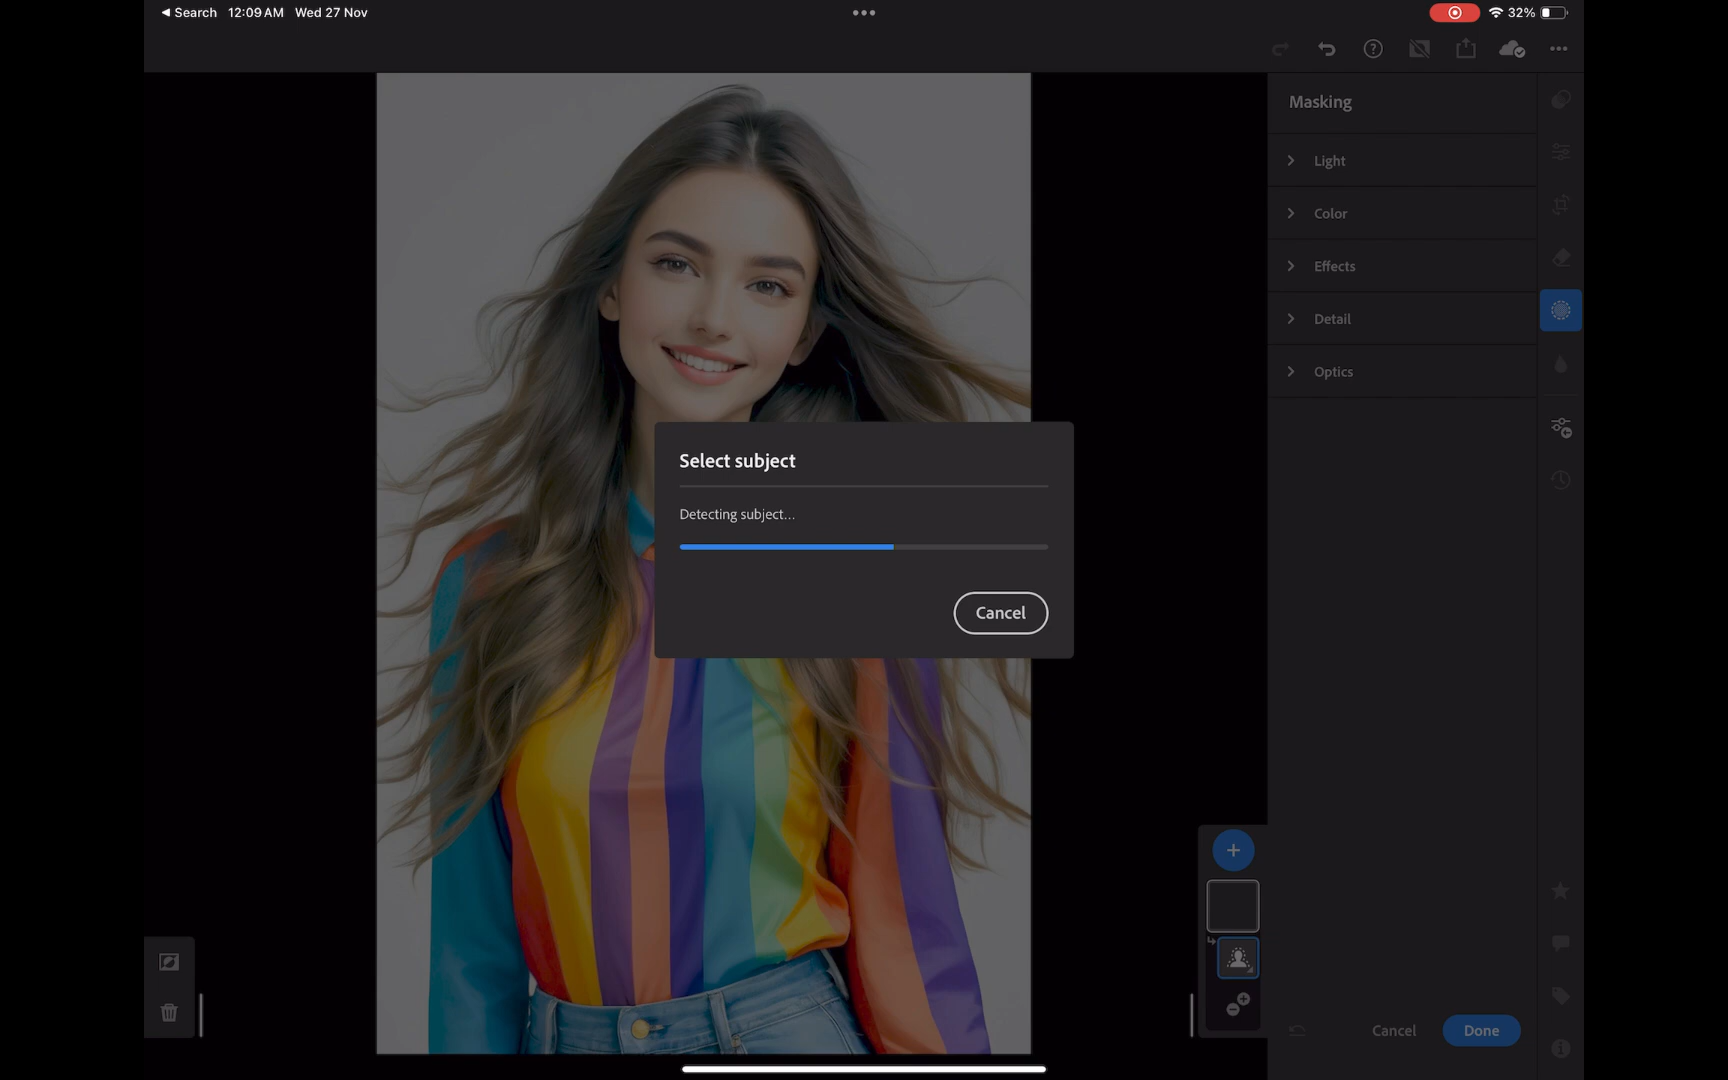 ◀ Search 12:09 AM Wed 27 Nov
32%
Masking
Light
Color
Effects
Detail
Optics
Select subject
Detecting subject...
Cancel
Cancel
Done